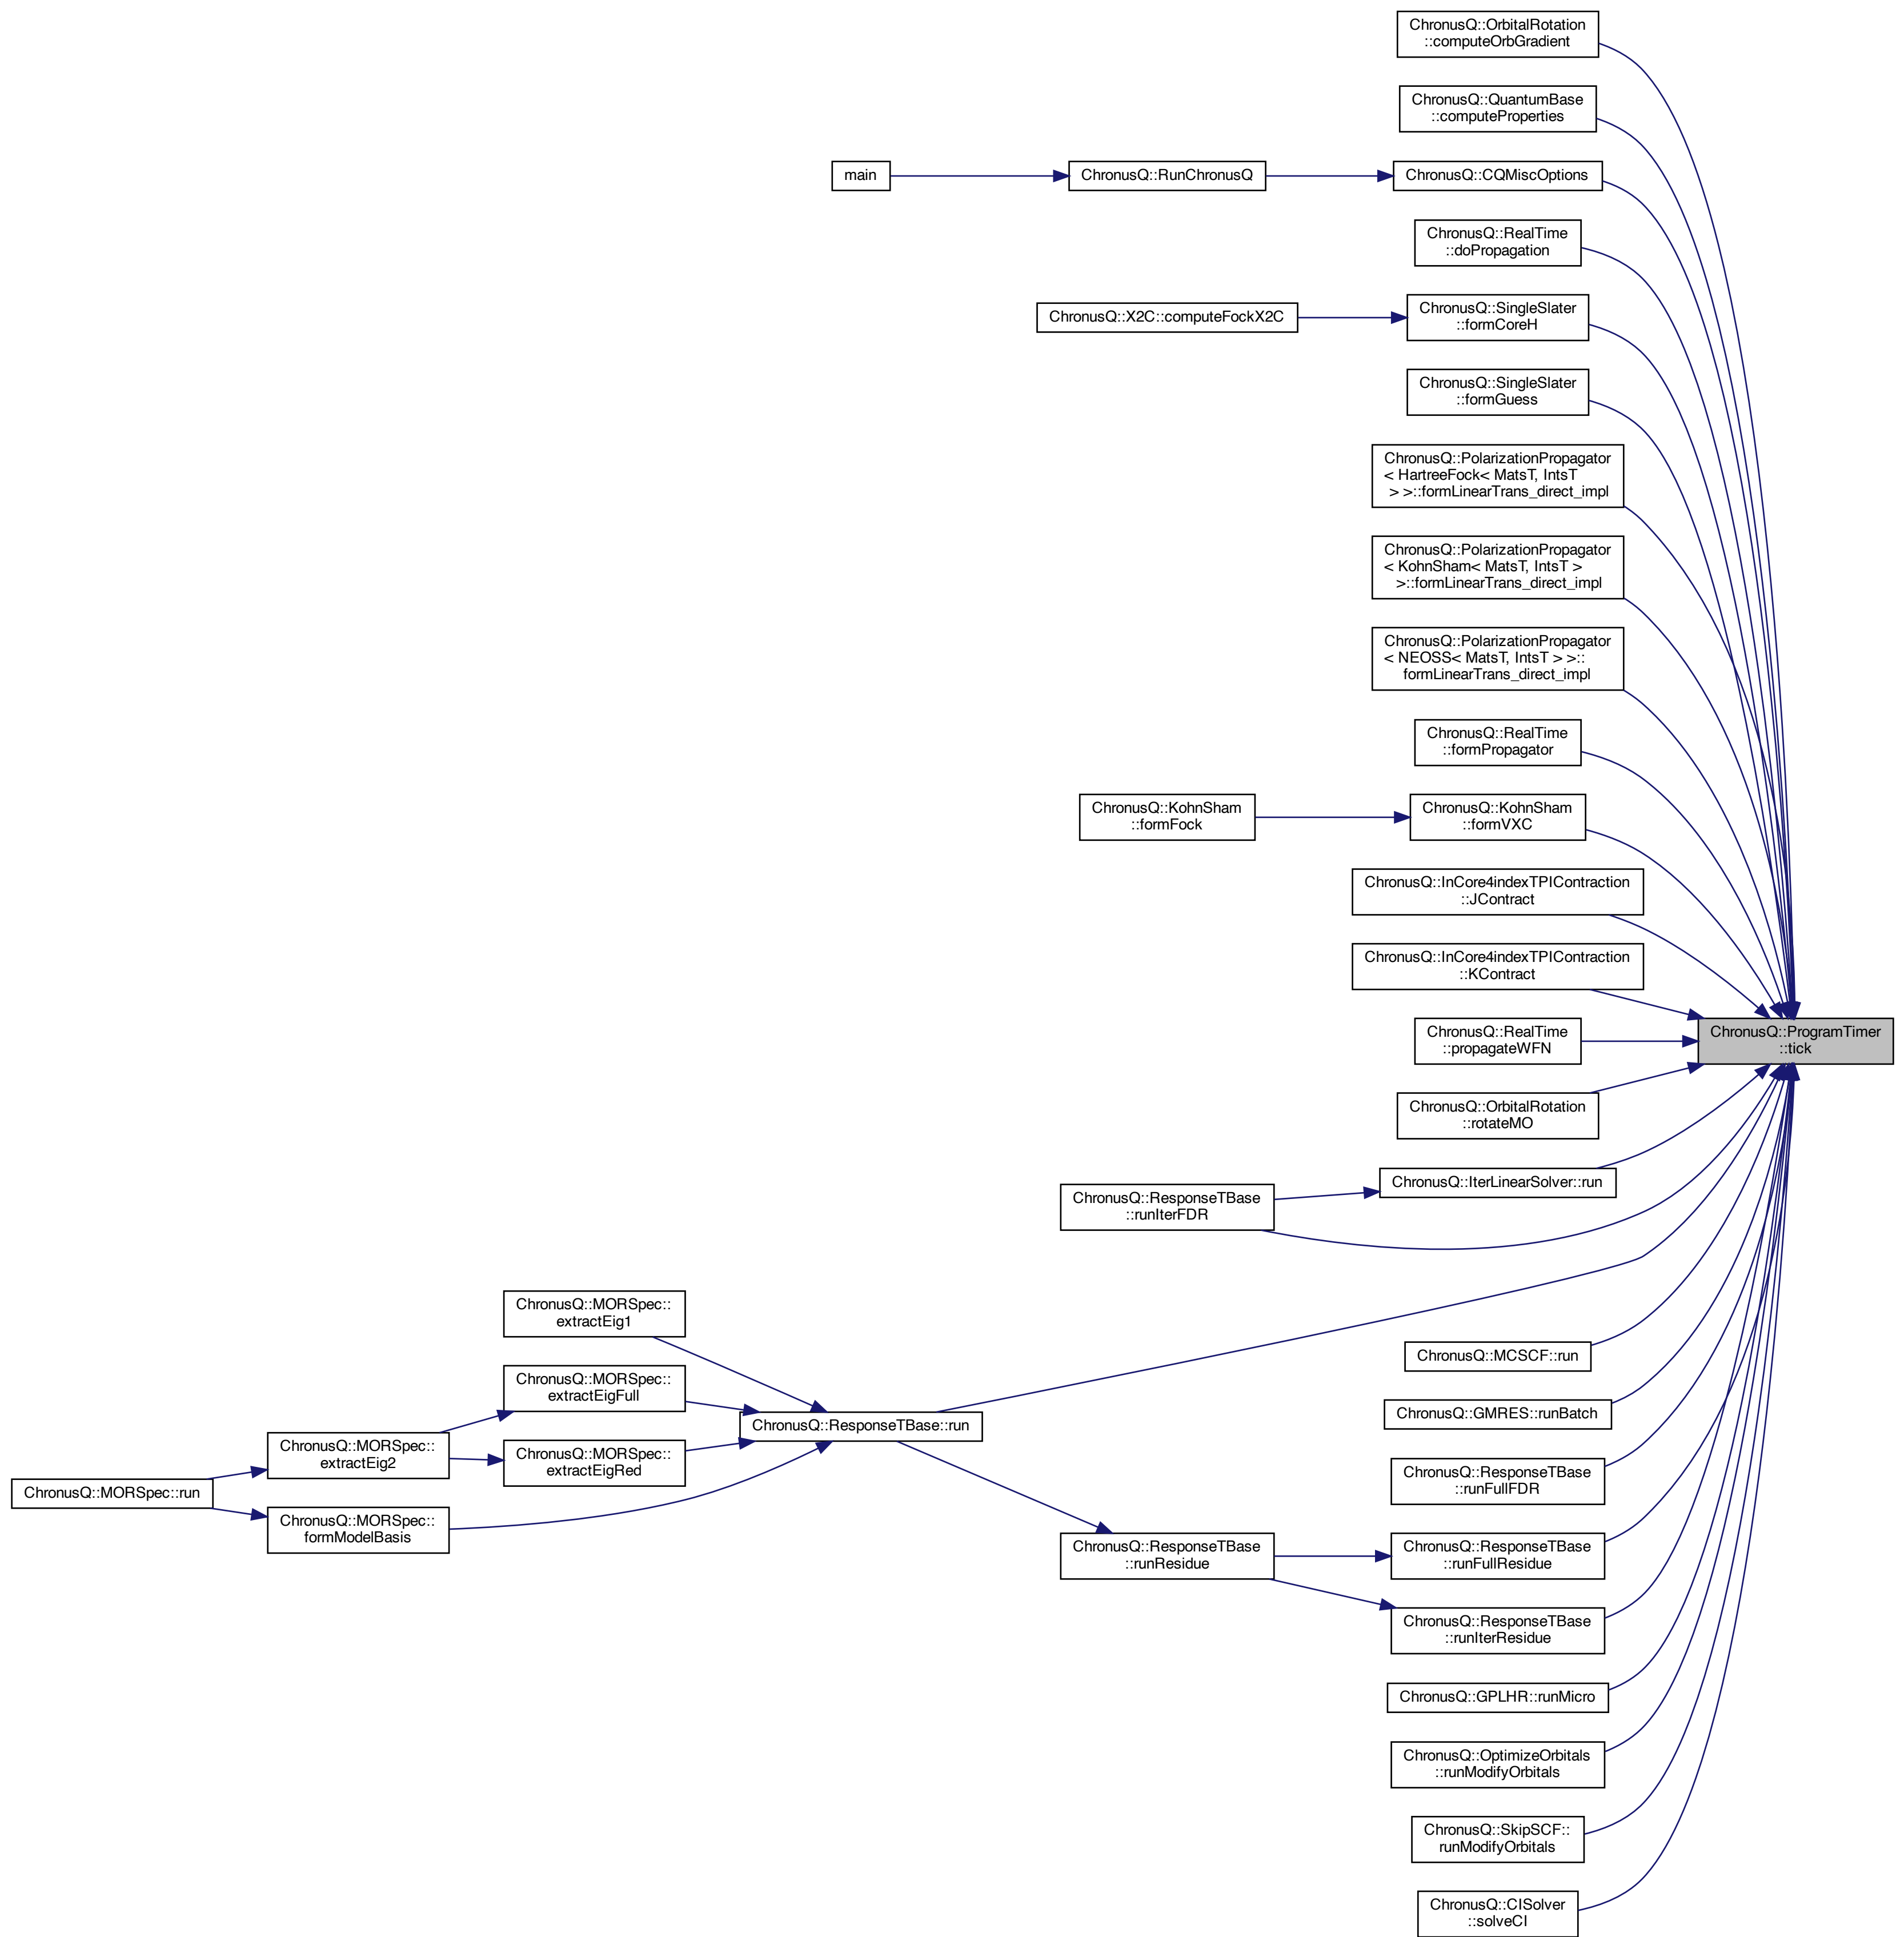 ChronusQ::OrbitalRotation
::computeOrbGradient
ChronusQ::QuantumBase
::computeProperties
main
ChronusQ::RunChronusQ
ChronusQ::CQMiscOptions
ChronusQ::RealTime
::doPropagation
ChronusQ::X2C::computeFockX2C
ChronusQ::SingleSlater
::formCoreH
ChronusQ::SingleSlater
::formGuess
ChronusQ::PolarizationPropagator
< HartreeFock< MatsT, IntsT
> >::formLinearTrans_direct_impl
ChronusQ::PolarizationPropagator
< KohnSham< MatsT, IntsT >
>::formLinearTrans_direct_impl
ChronusQ::PolarizationPropagator
< NEOSS< MatsT, IntsT > >::
formLinearTrans_direct_impl
ChronusQ::RealTime
::formPropagator
ChronusQ::KohnSham
::formFock
ChronusQ::KohnSham
::formVXC
ChronusQ::InCore4indexTPIContraction
::JContract
ChronusQ::InCore4indexTPIContraction
::KContract
ChronusQ::RealTime
::propagateWFN
ChronusQ::ProgramTimer
::tick
ChronusQ::OrbitalRotation
::rotateMO
ChronusQ::IterLinearSolver::run
ChronusQ::ResponseTBase
::runIterFDR
ChronusQ::MORSpec::
extractEig1
ChronusQ::MCSCF::run
ChronusQ::MORSpec::
extractEigFull
ChronusQ::GMRES::runBatch
ChronusQ::ResponseTBase::run
ChronusQ::MORSpec::
extractEig2
ChronusQ::MORSpec::
extractEigRed
ChronusQ::ResponseTBase
::runFullFDR
ChronusQ::MORSpec::run
ChronusQ::MORSpec::
formModelBasis
ChronusQ::ResponseTBase
::runResidue
ChronusQ::ResponseTBase
::runFullResidue
ChronusQ::ResponseTBase
::runIterResidue
ChronusQ::GPLHR::runMicro
ChronusQ::OptimizeOrbitals
::runModifyOrbitals
ChronusQ::SkipSCF::
runModifyOrbitals
ChronusQ::CISolver
::solveCI